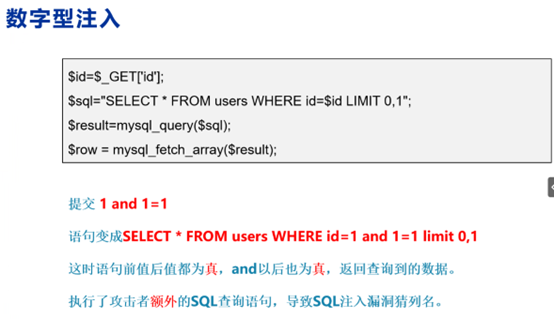 数字型注入
$id=$_GET['id'];
$sql="SELECT * FROM users WHERE id=$id LIMIT 0,1";
$result=mysql_query($sql);
$row = mysql_fetch_array($result);
提交 1 and 1=1
语句变成SELECT * FROM users WHERE id=1 and 1=1 limit 0,1
这时语句前值后值都为真，and以后也为真，返回查询到的数据。
执行了攻击者额外的SQL查询语句，导致SQL注入漏洞猜列名。